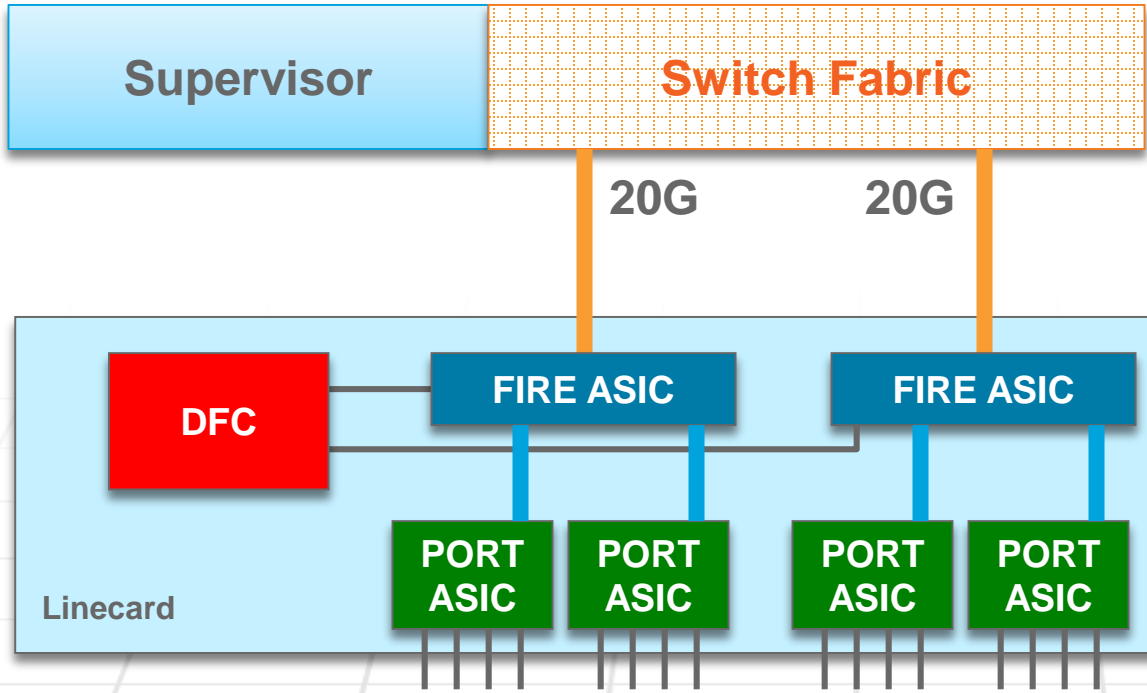 Supervisor
Switch Fabric
20G
20G
DFC
FIRE ASIC
FIRE ASIC
PORT
ASIC
PORT
ASIC
PORT
ASIC
PORT
ASIC
Linecard